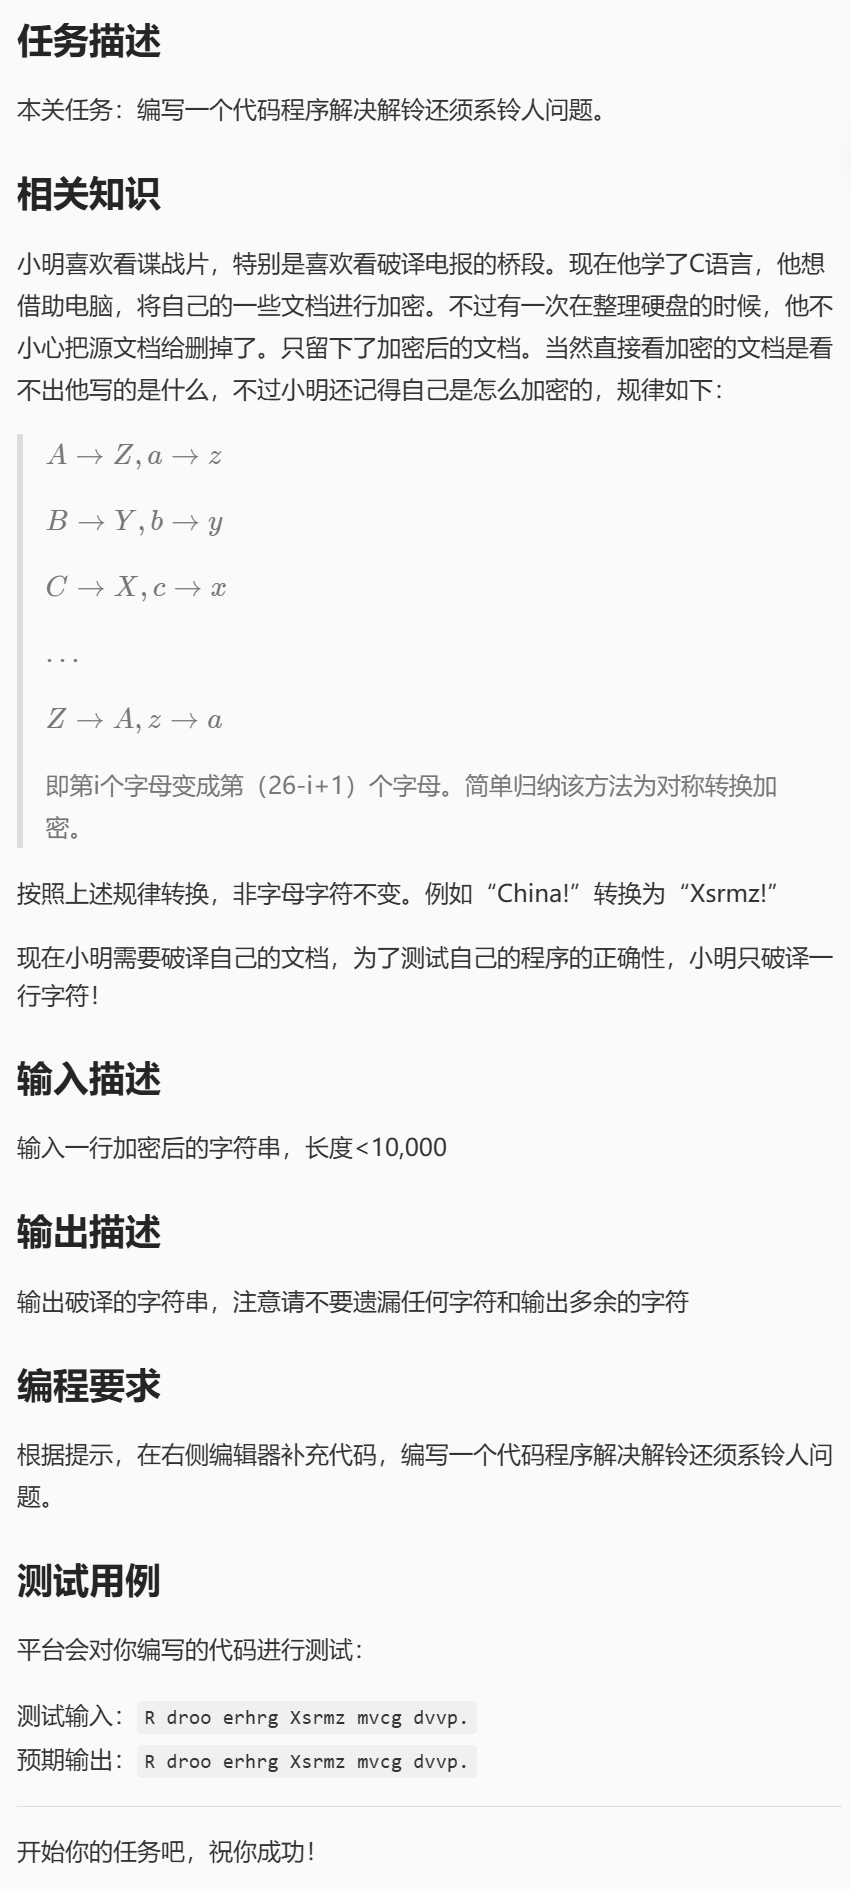 任务描述
本关任务：编写一个代码程序解决解铃还须系铃人问题。
相关知识
小明喜欢看谍战片，特别是喜欢看破译电报的桥段。现在他学了C语言，他想
借助电脑，将自己的一些文档进行加密。不过有一次在整理硬盘的时候，他不
小心把源文档给删掉了。只留下了加密后的文档。当然直接看加密的文档是看
不出他写的是什么，不过小明还记得自己是怎么加密的，规律如下：
A → Z, a → z
B → Y, b → y
C → X, c → x
...
Z → A, z → a
即第i个字母变成第（26-i+1）个字母。简单归纳该方法为对称转换加
密。
按照上述规律转换，非字母字符不变。例如“China!”转换为“Xsrmz!”
现在小明需要破译自己的文档，为了测试自己的程序的正确性，小明只破译一
行字符！
输入描述
输入一行加密后的字符串，长度<10,000
输出描述
输出破译的字符串，注意请不要遗漏任何字符和输出多余的字符
编程要求
根据提示，在右侧编辑器补充代码，编写一个代码程序解决解铃还须系铃人问
题。
测试用例
平台会对你编写的代码进行测试：
测试输入：R droo erhrg Xsrmz mvcg dvvp.
预期输出：R droo erhrg Xsrmz mvcg dvvp.
开始你的任务吧，祝你成功！